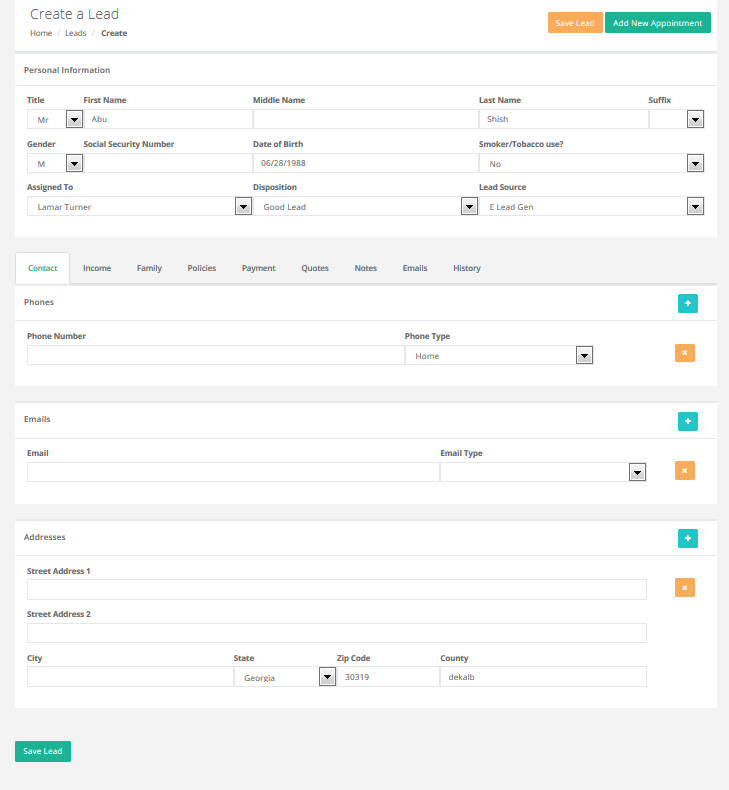 Create a Lead
Home / Leads / Create
Save Lead Add New Appointment
Personal Information
Title First Name Middle Name Last Name Suffix
Mr Abu Shish
Gender Social Security Number Date of Birth Smoker/Tobacco use?
M 06/28/1988 No
Assigned To Disposition Lead Source
Lamar Turner Good Lead E Lead Gen
Contact Income Family Policies Payment Quotes Notes Emails History
Phones +
Phone Number Phone Type
Home ×
Emails +
Email Email Type
×
Addresses +
Street Address 1
×
Street Address 2
City State Zip Code County
Georgia 30319 dekalb
Save Lead